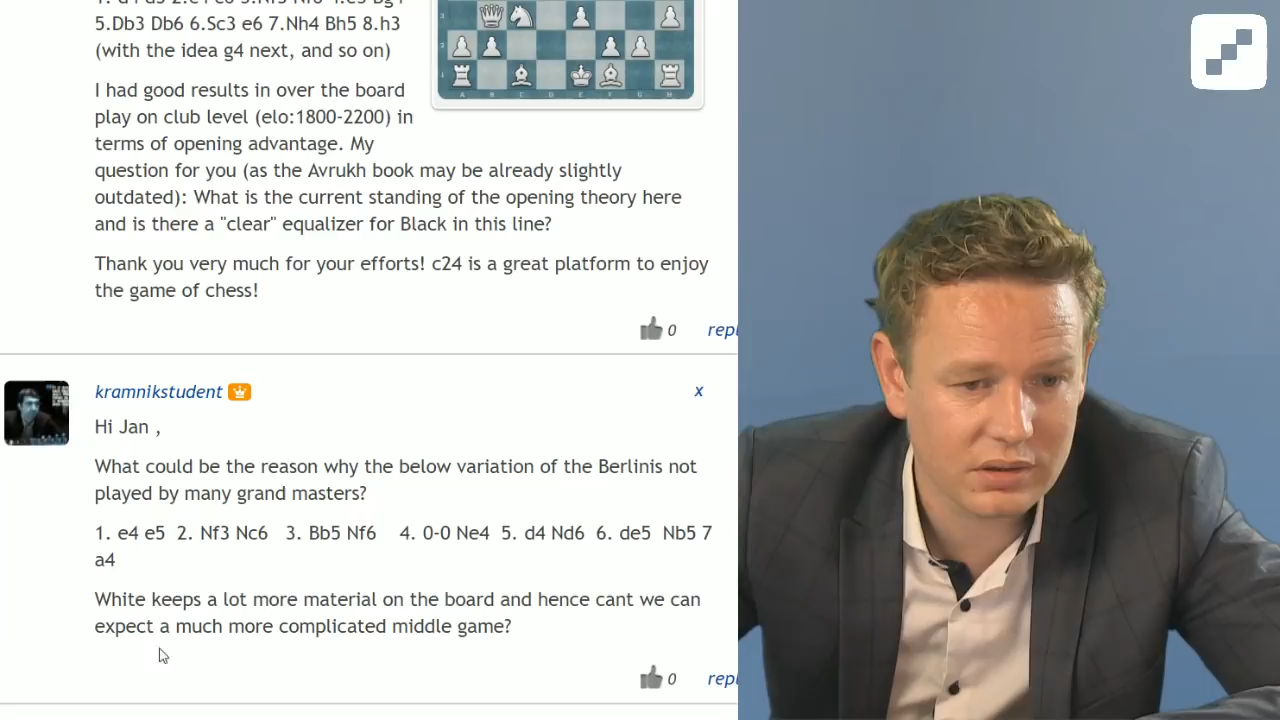 5.Db3 Db6 6.Sc3 e6 7.Nh4 Bh5 8.h3
(with the idea g4 next, and so on)
I had good results in over the board
play on club level (elo:1800-2200) in
terms of opening advantage. My
question for you (as the Avrukh book may be already slightly
outdated): What is the current standing of the opening theory here
and is there a "clear" equalizer for Black in this line?
Thank you very much for your efforts! c24 is a great platform to enjoy
the game of chess!
0
kramnikstudent
x
Hi Jan ,
What could be the reason why the below variation of the Berlinis not
played by many grand masters?
1. e4 e5 2. Nf3 Nc6 3. Bb5 Nf6 4. 0-0 Ne4 5. d4 Nd6 6. de5 Nb5 7
a4
White keeps a lot more material on the board and hence cant we can
expect a much more complicated middle game?
0